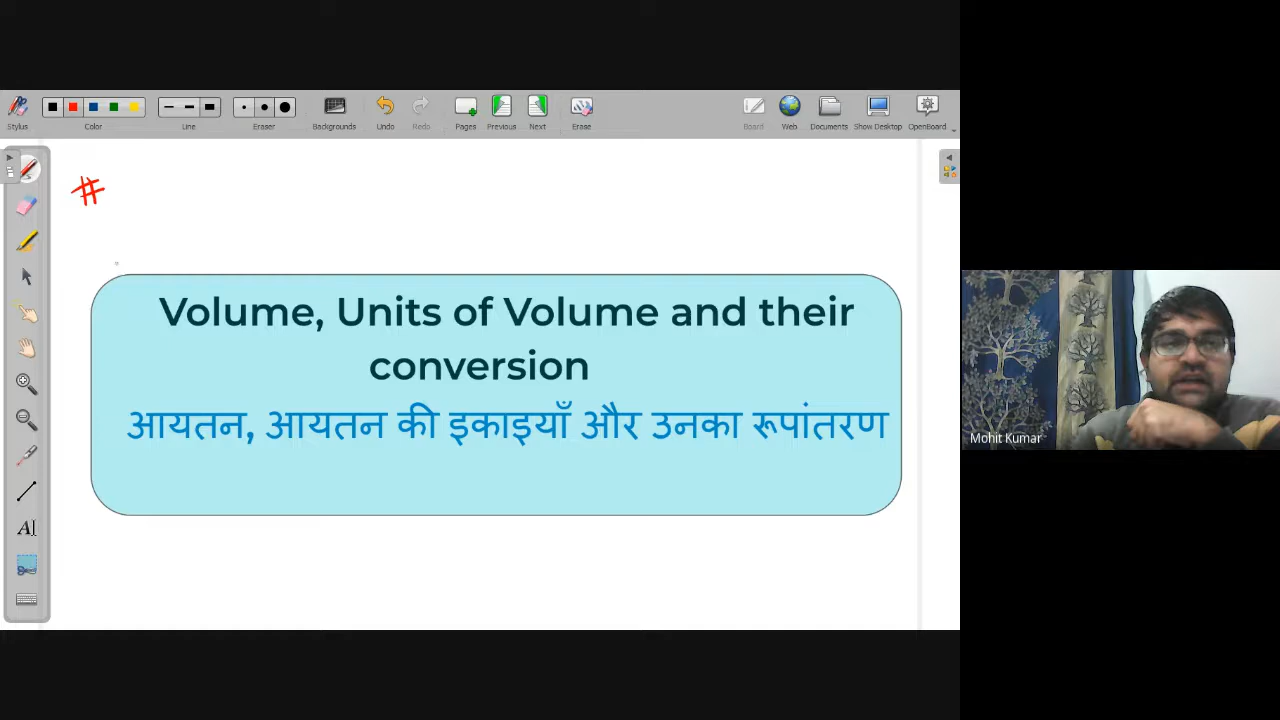 Stylus Color Line Eraser Backgrounds Undo Redo Pages Previous Next Erase Board Web Documents Show Desktop OpenBoard
#
Volume, Units of Volume and their
conversion
आयतन, आयतन की इकाइयाँ और उनका रूपांतरण
Mohit Kumar